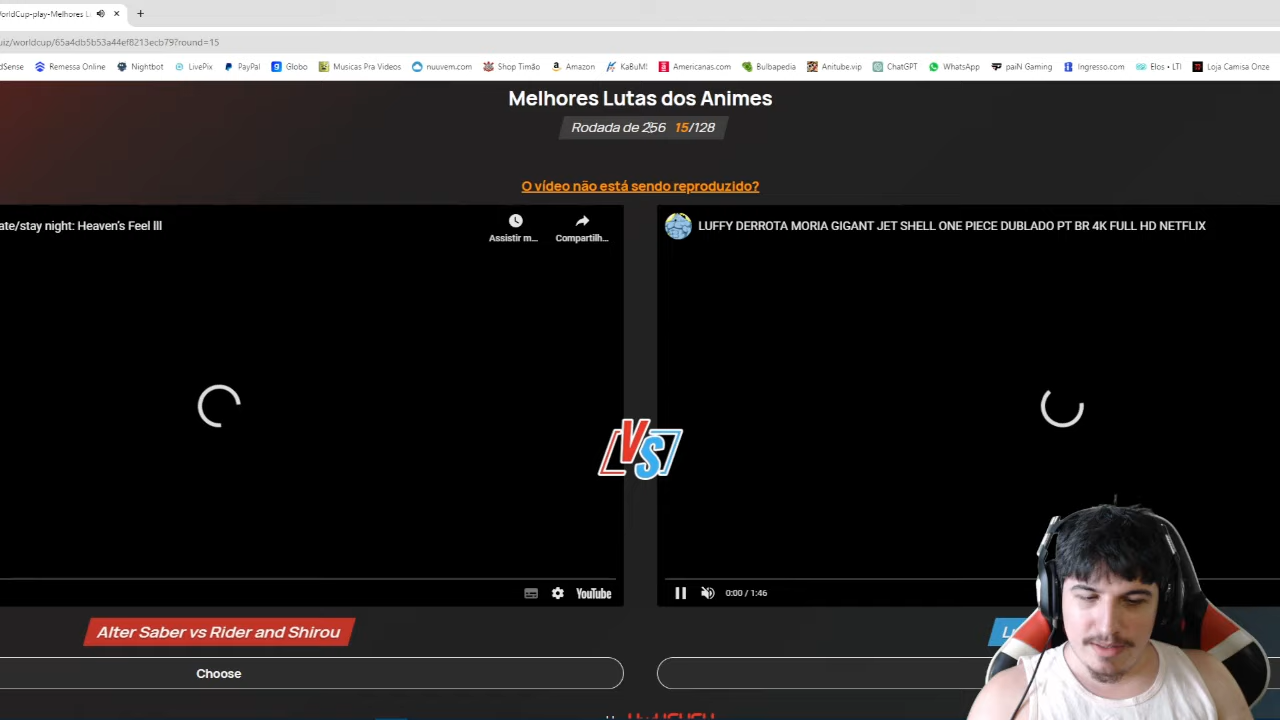 WorldCup-play-Melhores L
uiz/worldcup/65a4db5b53a44ef8213ecb79?round=15
dSense Remessa Online Nightbot LivePix PayPal Globo Musicas Pra Videos nuuvem.com Shop Timão Amazon KaBuM! Americanas.com Bulbapedia Anitube.vip ChatGPT WhatsApp paiN Gaming Ingresso.com Elos • LTI Loja Camisa Onze
Melhores Lutas dos Animes
Rodada de 256 15/128
O vídeo não está sendo reproduzido?
ate/stay night: Heaven's Feel III
Assistir m...
Compartilh...
LUFFY DERROTA MORIA GIGANT JET SHELL ONE PIECE DUBLADO PT BR 4K FULL HD NETFLIX
VS
YouTube
0:00 / 1:46
Alter Saber vs Rider and Shirou
Choose